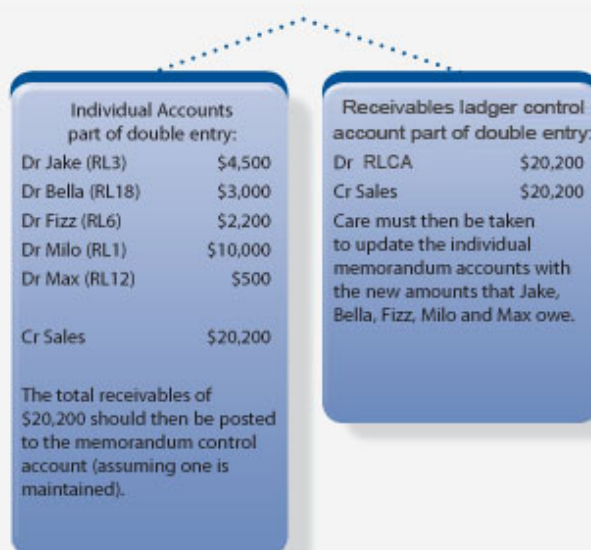 Individual Accounts
part of double entry:
Dr Jake (RL3) $4,500
Dr Bella (RL18) $3,000
Dr Fizz (RL6) $2,200
Dr Milo (RL1) $10,000
Dr Max (RL12) $500
Cr Sales $20,200
The total receivables of
$20,200 should then be posted
to the memorandum control
account (assuming one is
maintained).
Receivables ladger control
account part of double entry:
Dr RLCA $20,200
Cr Sales $20,200
Care must then be taken
to update the individual
memorandum accounts with
the new amounts that Jake,
Bella, Fizz, Milo and Max owe.